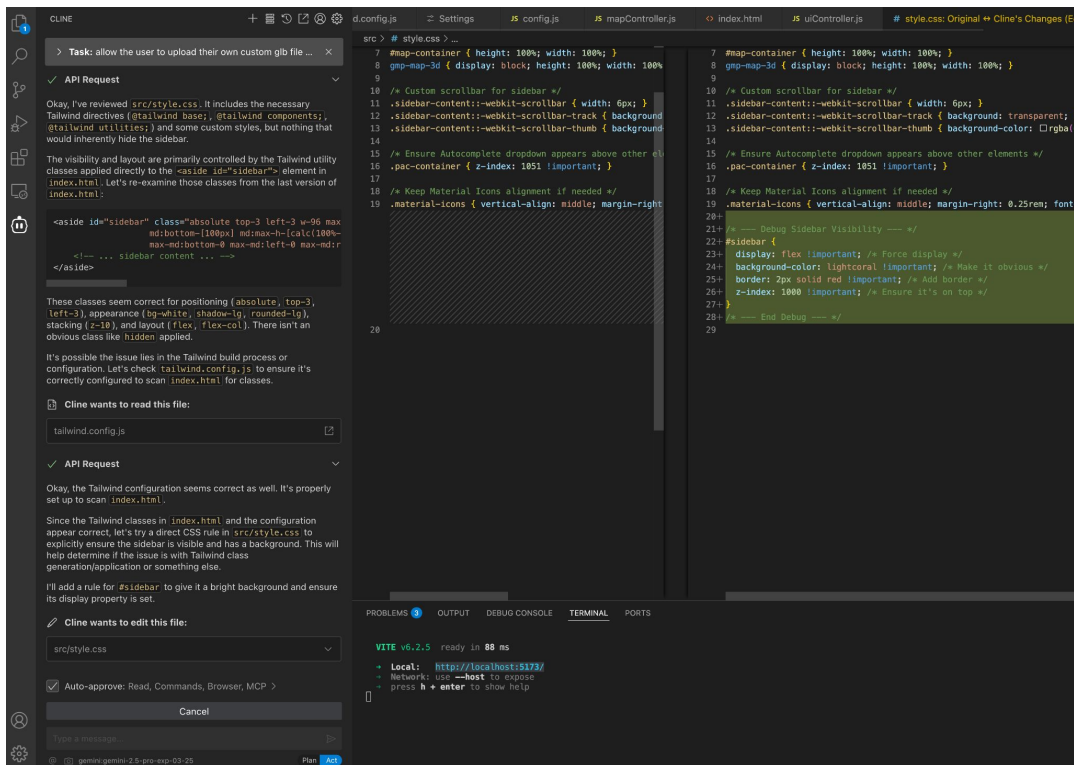 CLINE
> Task: allow the user to upload their own custom glb file ... ×
API Request
Okay, I've reviewed src/style.css. It includes the necessary
Tailwind directives (@tailwind base;, @tailwind components;,
@tailwind utilities;) and some custom styles, but nothing that
would inherently hide the sidebar.
The visibility and layout are primarily controlled by the Tailwind utility
classes applied directly to the <aside id="sidebar"> element in
index.html. Let's re-examine those classes from the last version of
index.html:
<aside id="sidebar" class="absolute top-3 left-3 w-96 max
md:bottom-[100px] md:max-h-[calc(100%-
max-md:bottom-0 max-md:left-0 max-md:r
<!-- ... sidebar content ... -->
</aside>
These classes seem correct for positioning (absolute, top-3,
left-3), appearance (bg-white, shadow-lg, rounded-lg),
stacking (z-10), and layout (flex, flex-col). There isn't an
obvious class like hidden applied.
It's possible the issue lies in the Tailwind build process or
configuration. Let's check tailwind.config.js to ensure it's
correctly configured to scan index.html for classes.
Cline wants to read this file:
tailwind.config.js
API Request
Okay, the Tailwind configuration seems correct as well. It's properly
set up to scan index.html.
Since the Tailwind classes in index.html and the configuration
appear correct, let's try a direct CSS rule in src/style.css to
explicitly ensure the sidebar is visible and has a background. This will
help determine if the issue is with Tailwind class
generation/application or something else.
I'll add a rule for #sidebar to give it a bright background and ensure
its display property is set.
Cline wants to edit this file:
src/style.css
Auto-approve: Read, Commands, Browser, MCP >
Cancel
Type a message...
@ gemini:gemini-2.5-pro-exp-03-25 Plan Act
d.config.js Settings JS config.js JS mapController.js <> index.html JS uiController.js # style.css: Original ↔ Cline's Changes (E
src > # style.css > ...
7 #map-container { height: 100%; width: 100%; }
8 gmp-map-3d { display: block; height: 100%; width: 100%
9
10 /* Custom scrollbar for sidebar */
11 .sidebar-content::-webkit-scrollbar { width: 6px; }
12 .sidebar-content::-webkit-scrollbar-track { background
13 .sidebar-content::-webkit-scrollbar-thumb { background-
14
15 /* Ensure Autocomplete dropdown appears above other el
16 .pac-container { z-index: 1051 !important; }
17
18 /* Keep Material Icons alignment if needed */
19 .material-icons { vertical-align: middle; margin-right
20
7 #map-container { height: 100%; width: 100%; }
8 gmp-map-3d { display: block; height: 100%; width: 100%; }
9
10 /* Custom scrollbar for sidebar */
11 .sidebar-content::-webkit-scrollbar { width: 6px; }
12 .sidebar-content::-webkit-scrollbar-track { background: transparent;
13 .sidebar-content::-webkit-scrollbar-thumb { background-color: rgba(
14
15 /* Ensure Autocomplete dropdown appears above other elements */
16 .pac-container { z-index: 1051 !important; }
17
18 /* Keep Material Icons alignment if needed */
19 .material-icons { vertical-align: middle; margin-right: 0.25rem; font
20+
21+ /* --- Debug Sidebar Visibility --- */
22+ #sidebar {
23+ display: flex !important; /* Force display */
24+ background-color: lightcoral !important; /* Make it obvious */
25+ border: 2px solid red !important; /* Add border */
26+ z-index: 1000 !important; /* Ensure it's on top */
27+ }
28+ /* --- End Debug --- */
29
PROBLEMS 3 OUTPUT DEBUG CONSOLE TERMINAL PORTS
VITE v6.2.5 ready in 88 ms
➜ Local: http://localhost:5173/
➜ Network: use --host to expose
➜ press h + enter to show help